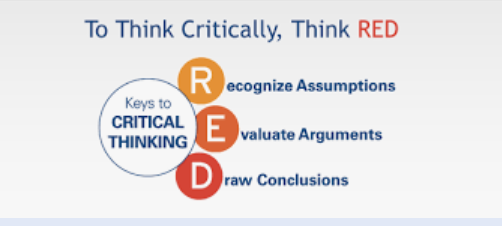 To Think Critically, Think RED
Recognize Assumptions
Keys to
CRITICAL
THINKING
Evaluate Arguments
Draw Conclusions